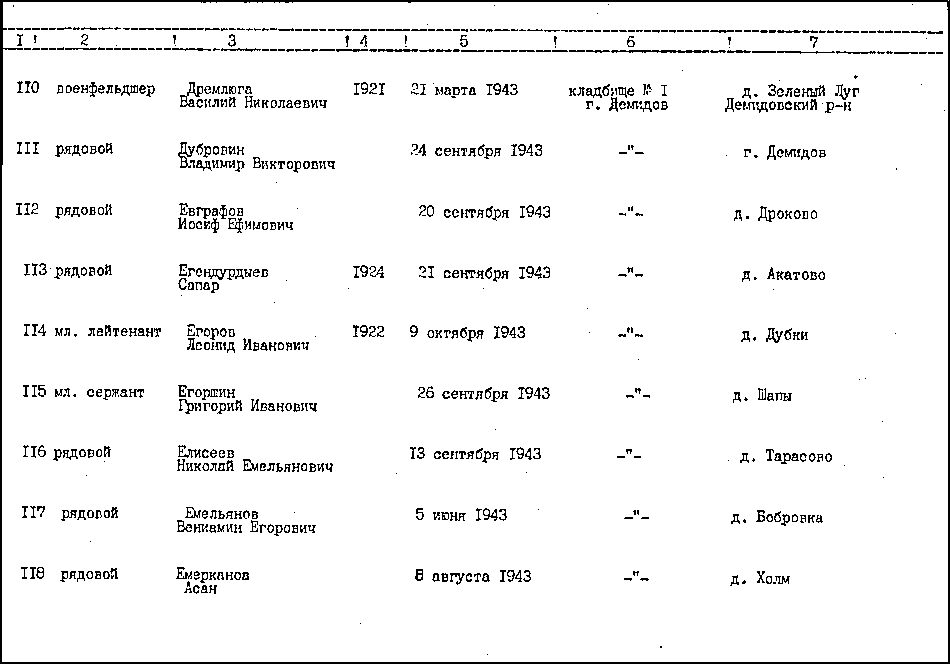 I ! 2 ! 3 ! 4 ! 5 ! 6 ! 7
II0 военфельдшер Дремлюга I92I 2I марта I943 кладбище № I д. Зеленый Луг
Василий Николаевич г. Демидов Демидовский р-н
III рядовой Дубровин 24 сентября I943 -"- г. Демидов
Владимир Викторович
II2 рядовой Евграфов 20 сентября I943 -"- д. Дроково
Иосиф Ефимович
II3 рядовой Егендурдыев I924 2I сентября I943 -"- д. Акатово
Сапар
II4 мл. лейтенант Егоров I922 9 октября I943 -"- д. Дубки
Леонид Иванович
II5 мл. сержант Егоршин 26 сентября I943 -"- д. Шапы
Григорий Иванович
II6 рядовой Елисеев I3 сентября I943 -"- д. Тарасово
Николай Емельянович
II7 рядовой Емельянов 5 июня I943 -"- д. Бобровка
Вениамин Егорович
II8 рядовой Емерканов 8 августа I943 -"- д. Холм
Асан